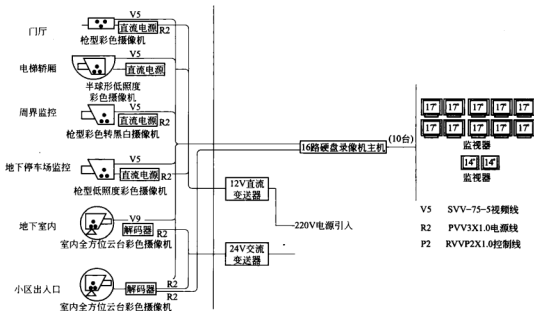 门厅
V5
直流电源
R2
枪型彩色摄像机
电梯轿厢
V5
直流电源
半球形低照度
彩色摄像机
周界监控
V5
直流电源
R2
枪型彩色转黑白摄像机
地下停车场监控
V5
直流电源
R2
枪型低照度彩色摄像机
地下室内
V9
解码器
R2
室内全方位云台彩色摄像机
小区出入口
解码器
R2
R2
室内全方位云台彩色摄像机
16路硬盘录像机主机
(10台)
12V直流
变送器
220V电源引入
24V交流
变送器
17" 17" 17" 17" 17"
17" 17" 17" 17" 17"
监视器
14" 14"
监视器
V5 SVV-75-5视频线
R2 PVV3X1.0电源线
P2 RVVP2X1.0控制线